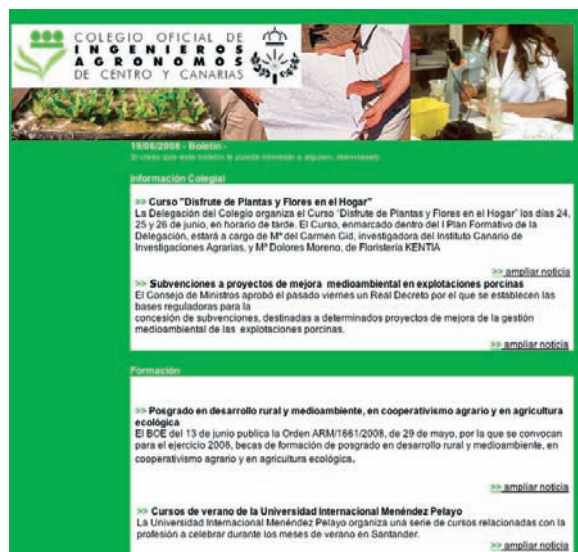 COLEGIO OFICIAL DE
INGENIEROS
AGRONOMOS
DE CENTRO Y CANARIAS
19/06/2008 - Boletín -
Si crees que este boletín le puede interesar a alguien, reenvíaselo
Información Colegial
>> Curso "Disfrute de Plantas y Flores en el Hogar"
La Delegación del Colegio organiza el Curso "Disfrute de Plantas y Flores en el Hogar" los días 24,
25 y 26 de junio, en horario de tarde. El Curso, enmarcado dentro del I Plan Formativo de la
Delegación, estará a cargo de Mª del Carmen Cid, investigadora del Instituto Canario de
Investigaciones Agrarias, y Mª Dolores Moreno, de Floristería KENTIA
>> ampliar noticia
>> Subvenciones a proyectos de mejora medioambiental en explotaciones porcinas
El Consejo de Ministros aprobó el pasado viernes un Real Decreto por el que se establecen las
bases reguladoras para la
concesión de subvenciones, destinadas a determinados proyectos de mejora de la gestión
medioambiental de las explotaciones porcinas.
>> ampliar noticia
Formación
>> Posgrado en desarrollo rural y medioambiente, en cooperativismo agrario y en agricultura
ecológica
El BOE del 13 de junio publica la Orden ARM/1661/2008, de 29 de mayo, por la que se convocan
para el ejercicio 2008, becas de formación de posgrado en desarrollo rural y medioambiente, en
cooperativismo agrario y en agricultura ecológica.
>> ampliar noticia
>> Cursos de verano de la Universidad Internacional Menéndez Pelayo
La Universidad Internacional Menéndez Pelayo organiza una serie de cursos relacionadas con la
profesión a celebrar durante los meses de verano en Santander.
>> ampliar noticia